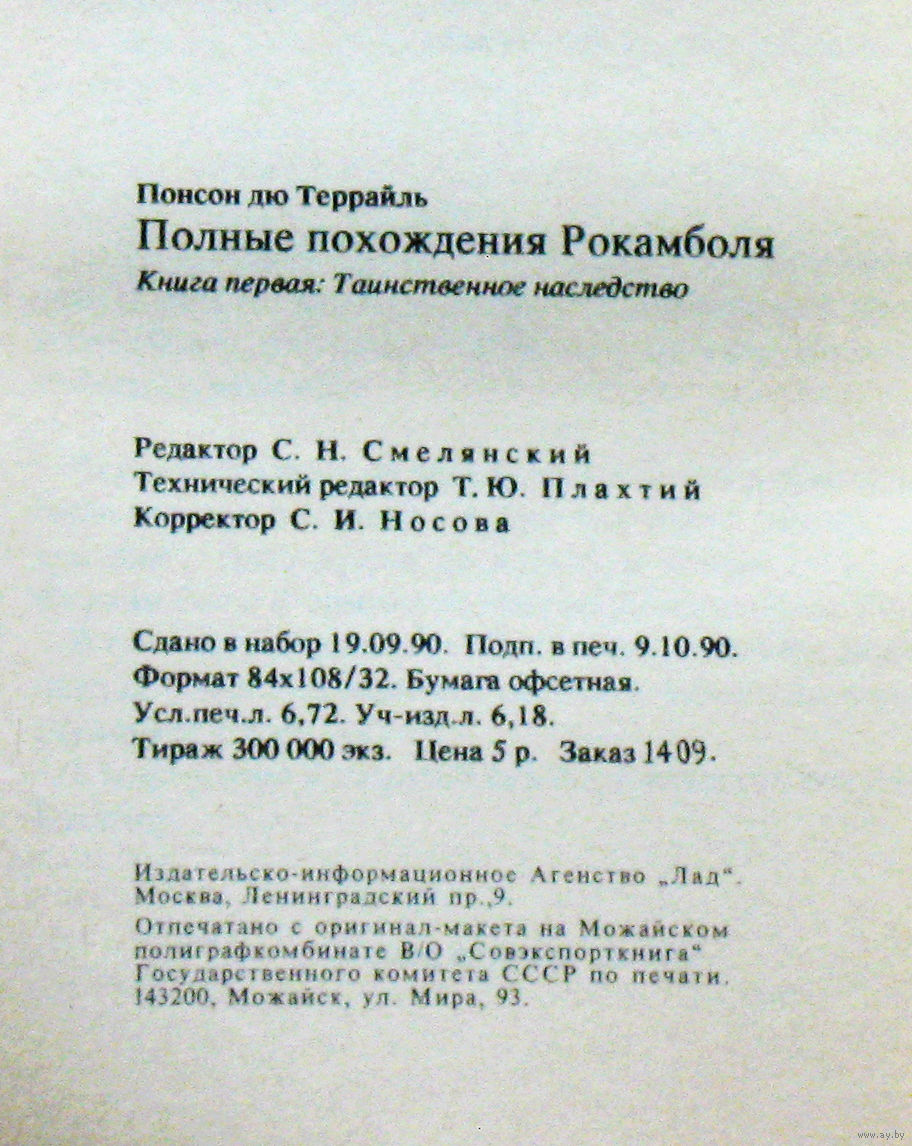 Понсон дю Террайль
Полные похождения Рокамболя
Книга первая: Таинственное наследство
Редактор С. Н. Смелянский
Технический редактор Т. Ю. Плахтий
Корректор С. И. Носова
Сдано в набор 19.09.90. Подп. в печ. 9.10.90.
Формат 84х108/32. Бумага офсетная.
Усл.печ.л. 6,72. Уч-изд.л. 6,18.
Тираж 300 000 экз. Цена 5 р. Заказ 1409.
Издательско-информационное Агенство „Лад“.
Москва, Ленинградский пр.,9.
Отпечатано с оригинал-макета на Можайском
полиграфкомбинате В/О „Совэкспорткнига“
Государственного комитета СССР по печати.
143200, Можайск, ул. Мира, 93.
www.ay.by